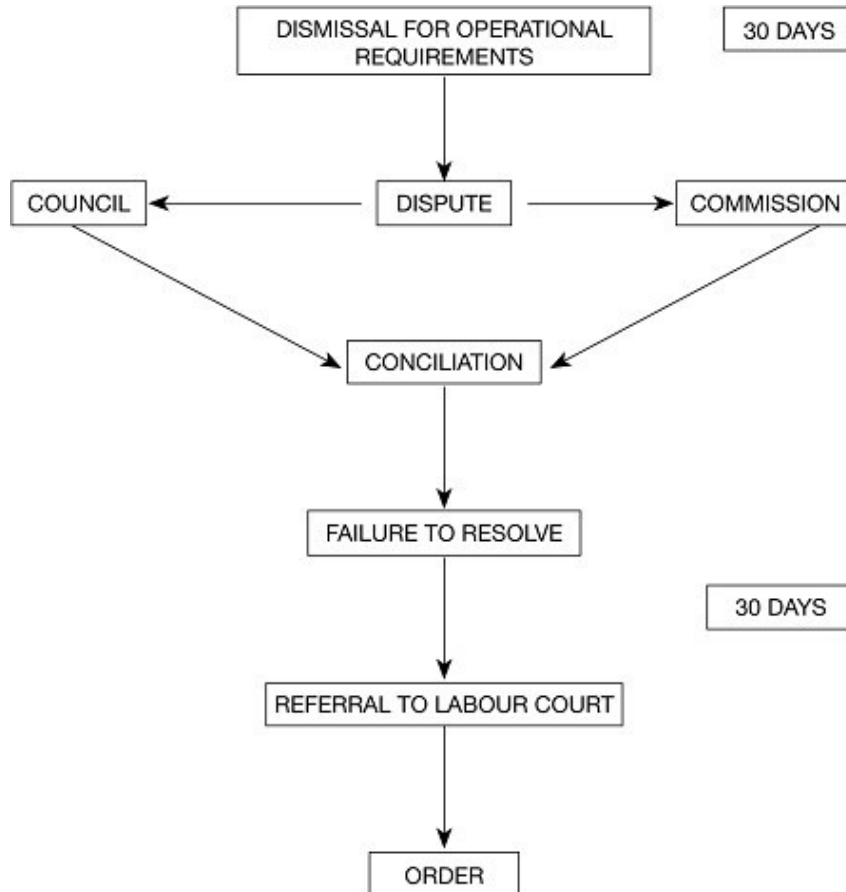 DISMISSAL FOR OPERATIONAL
REQUIREMENTS
30 DAYS
COUNCIL
DISPUTE
COMMISSION
CONCILIATION
FAILURE TO RESOLVE
30 DAYS
REFERRAL TO LABOUR COURT
ORDER